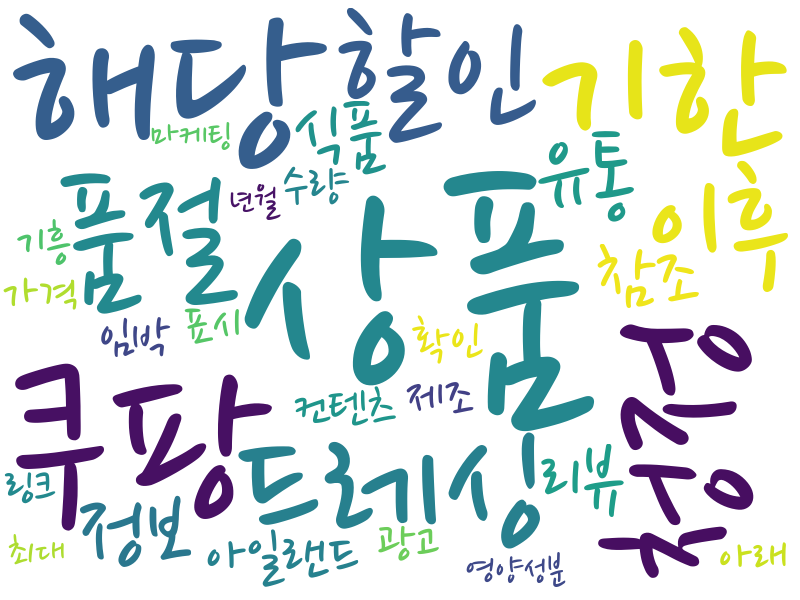 해당
할인
기한
마케팅
식품
유통
품절
년월
수량
상품
이후
기흥
참조
가격
임박
표시
확인
쿠팡
컨텐츠
제조
청정
드레싱
리뷰
링크
정보
최대
아일랜드
광고
영양성분
아래